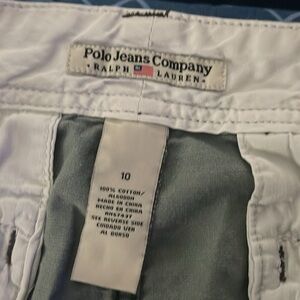 Polo Jeans Company
• RALPH LAUREN •
10
100% COTTON/
ALGODON
MADE IN CHINA
HECHO EN CHINA
RN67437
SEE REVERSE SIDE
CUIDADO VER
AL DORSO